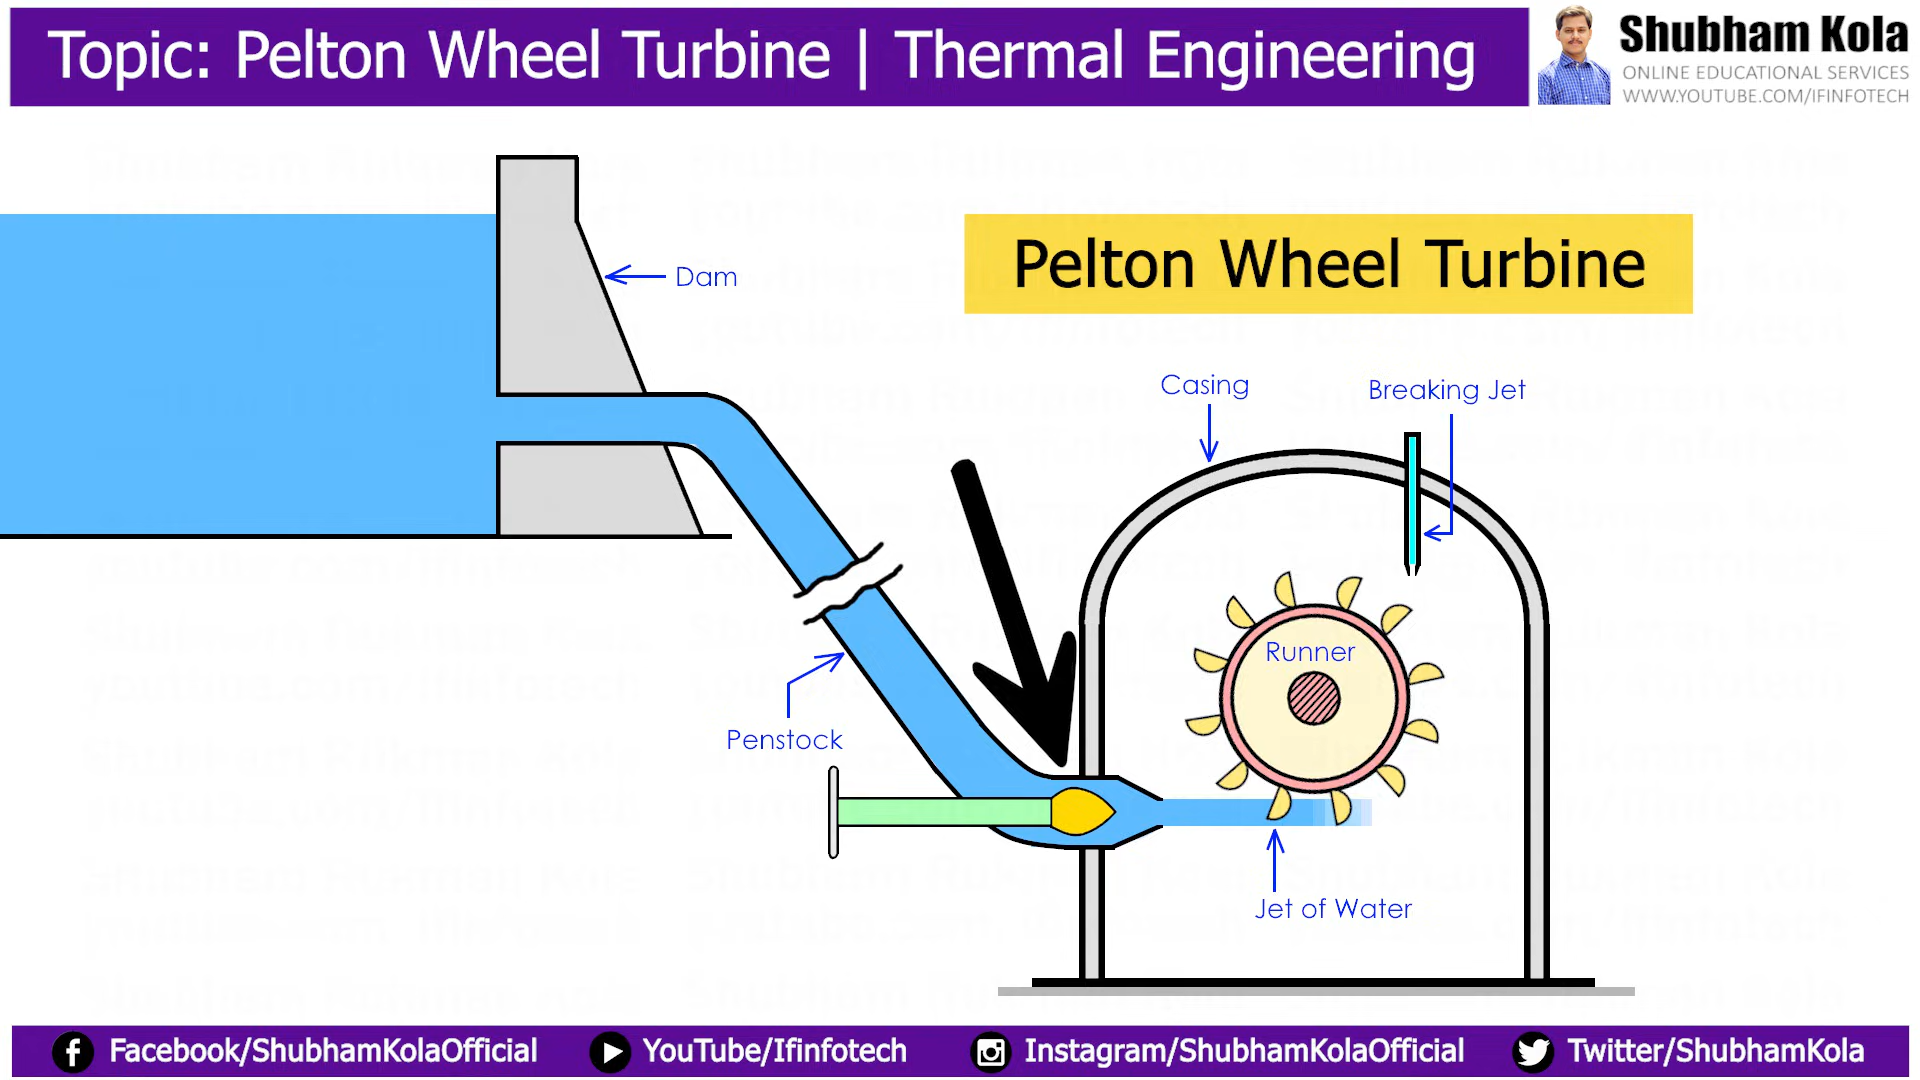 Topic: Pelton Wheel Turbine | Thermal Engineering
Shubham Kola
ONLINE EDUCATIONAL SERVICES
WWW.YOUTUBE.COM/IFINFOTECH
Pelton Wheel Turbine
Dam
Casing
Breaking Jet
Runner
Penstock
Jet of Water
Facebook/ShubhamKolaOfficial
YouTube/Ifinfotech
Instagram/ShubhamKolaOfficial
Twitter/ShubhamKola